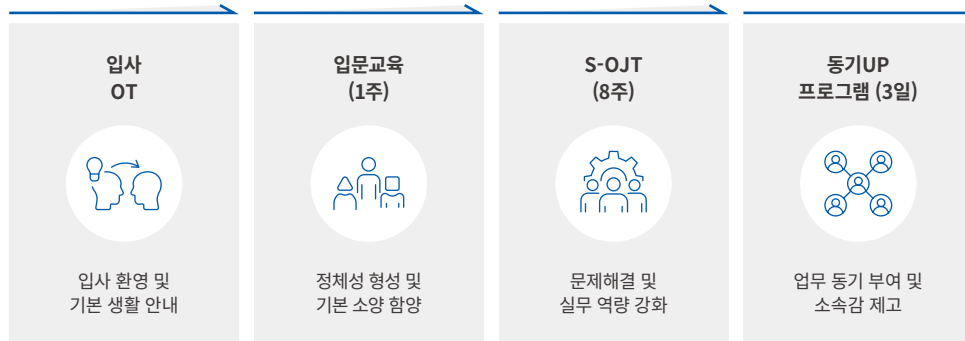 입사
OT
입사 환영 및
기본 생활 안내
입문교육
(1주)
정체성 형성 및
기본 소양 함양
S-OJT
(8주)
문제해결 및
실무 역량 강화
동기UP
프로그램 (3일)
업무 동기 부여 및
소속감 제고